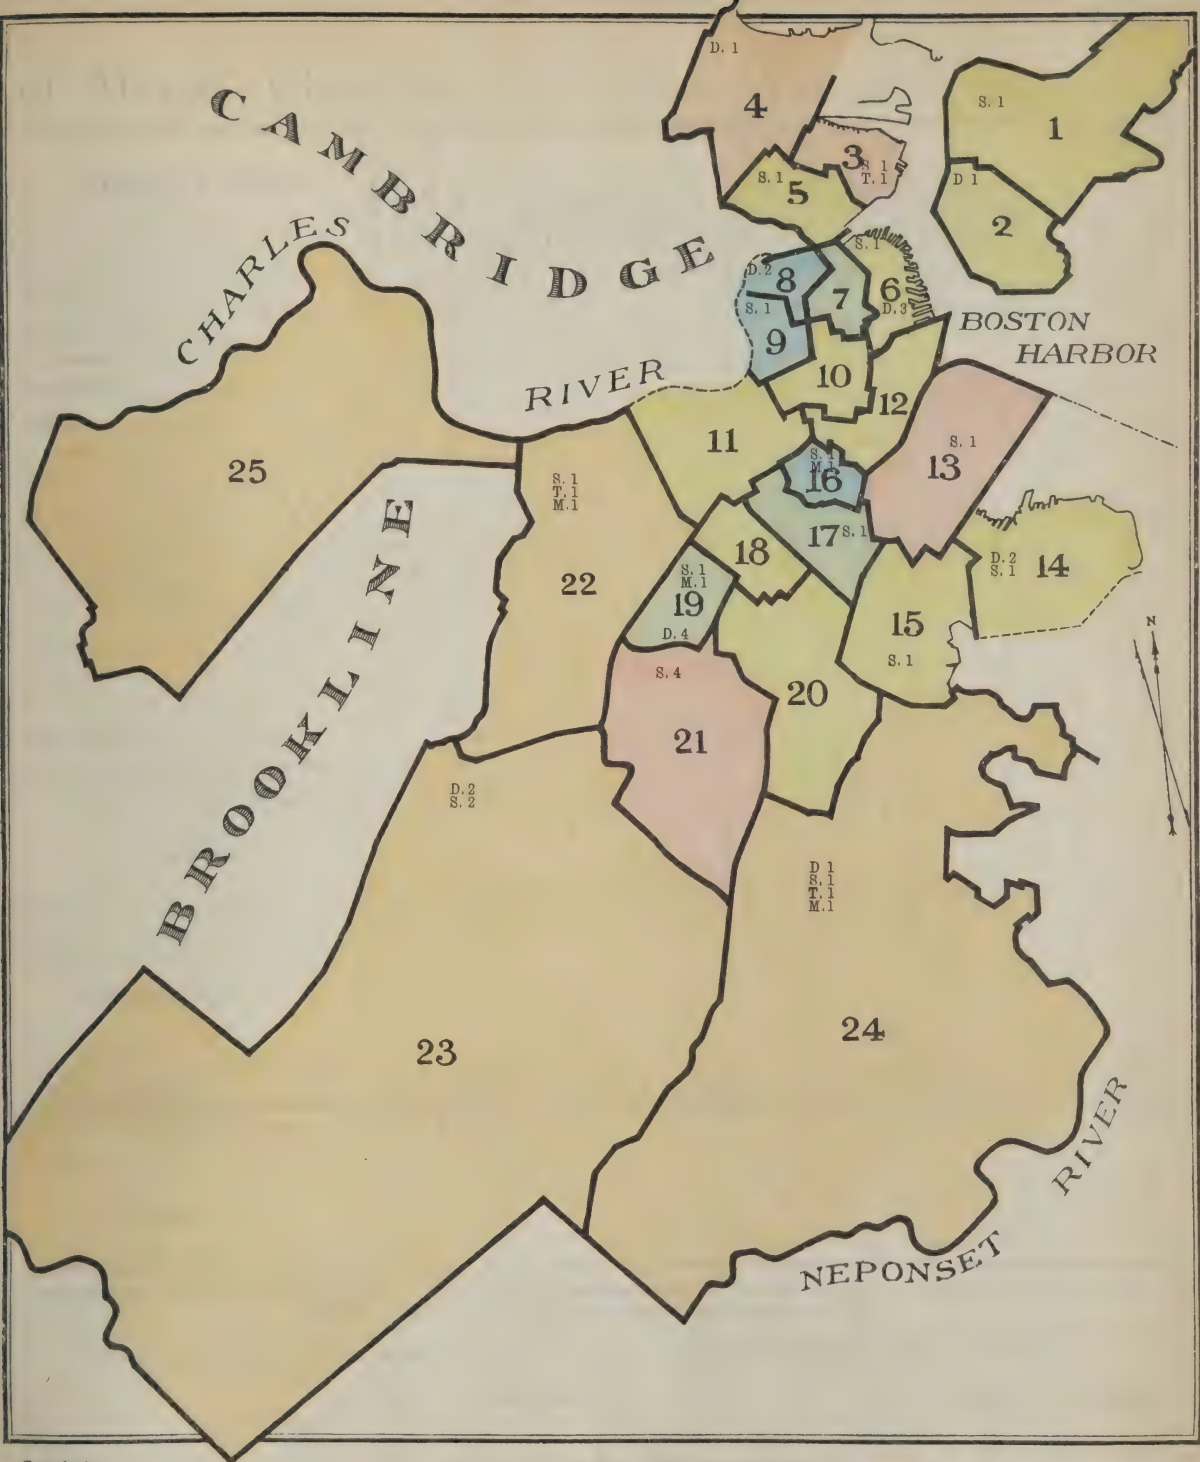 CAMBRIDGE
CHARLES
RIVER
BOSTON
HARBOR
BROOKLINE
NEPONSET
RIVER
N
D. 1
4
S. 1
1
3
S. 1
T. 1
S. 1
5
D 1
2
D. 2
8
7
S. 1
6
D. 3
S. 1
9
10
12
11
S. 1
13
S. 1
M. 1
16
17
S. 1
18
D. 2
S. 1
14
25
S. 1
T. 1
M. 1
22
S. 1
M. 1
19
D. 4
15
S. 1
S. 4
21
20
D. 2
S. 2
23
D 1
S. 1
T. 1
M. 1
24